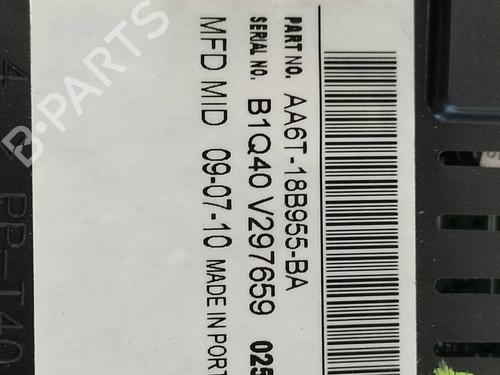 PART NO. AA6T-18B955-BA
SERIAL NO. B1Q40 V297659 025
MFD MID 09-07-10 MADE IN PORT
B-PARTS